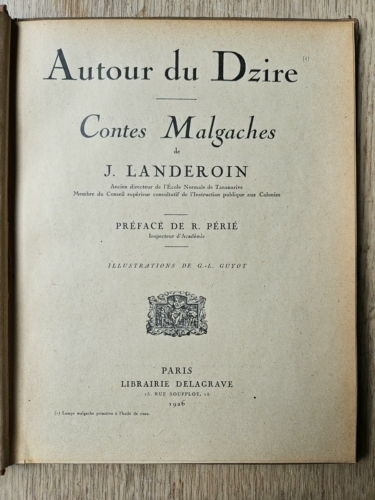 Autour du Dzire (1)
Contes Malgaches
de
J. LANDEROIN
Ancien directeur de l'École Normale de Tananarive
Membre du Conseil supérieur consultatif de l'Instruction publique aux Colonies
PRÉFACE DE R. PÉRIÉ
Inspecteur d'Académie
ILLUSTRATIONS DE G.-L. GUYOT
PARIS
LIBRAIRIE DELAGRAVE
15, RUE SOUFFLOT, 15
1926
(1) Lampe malgache primitive à l'huile de